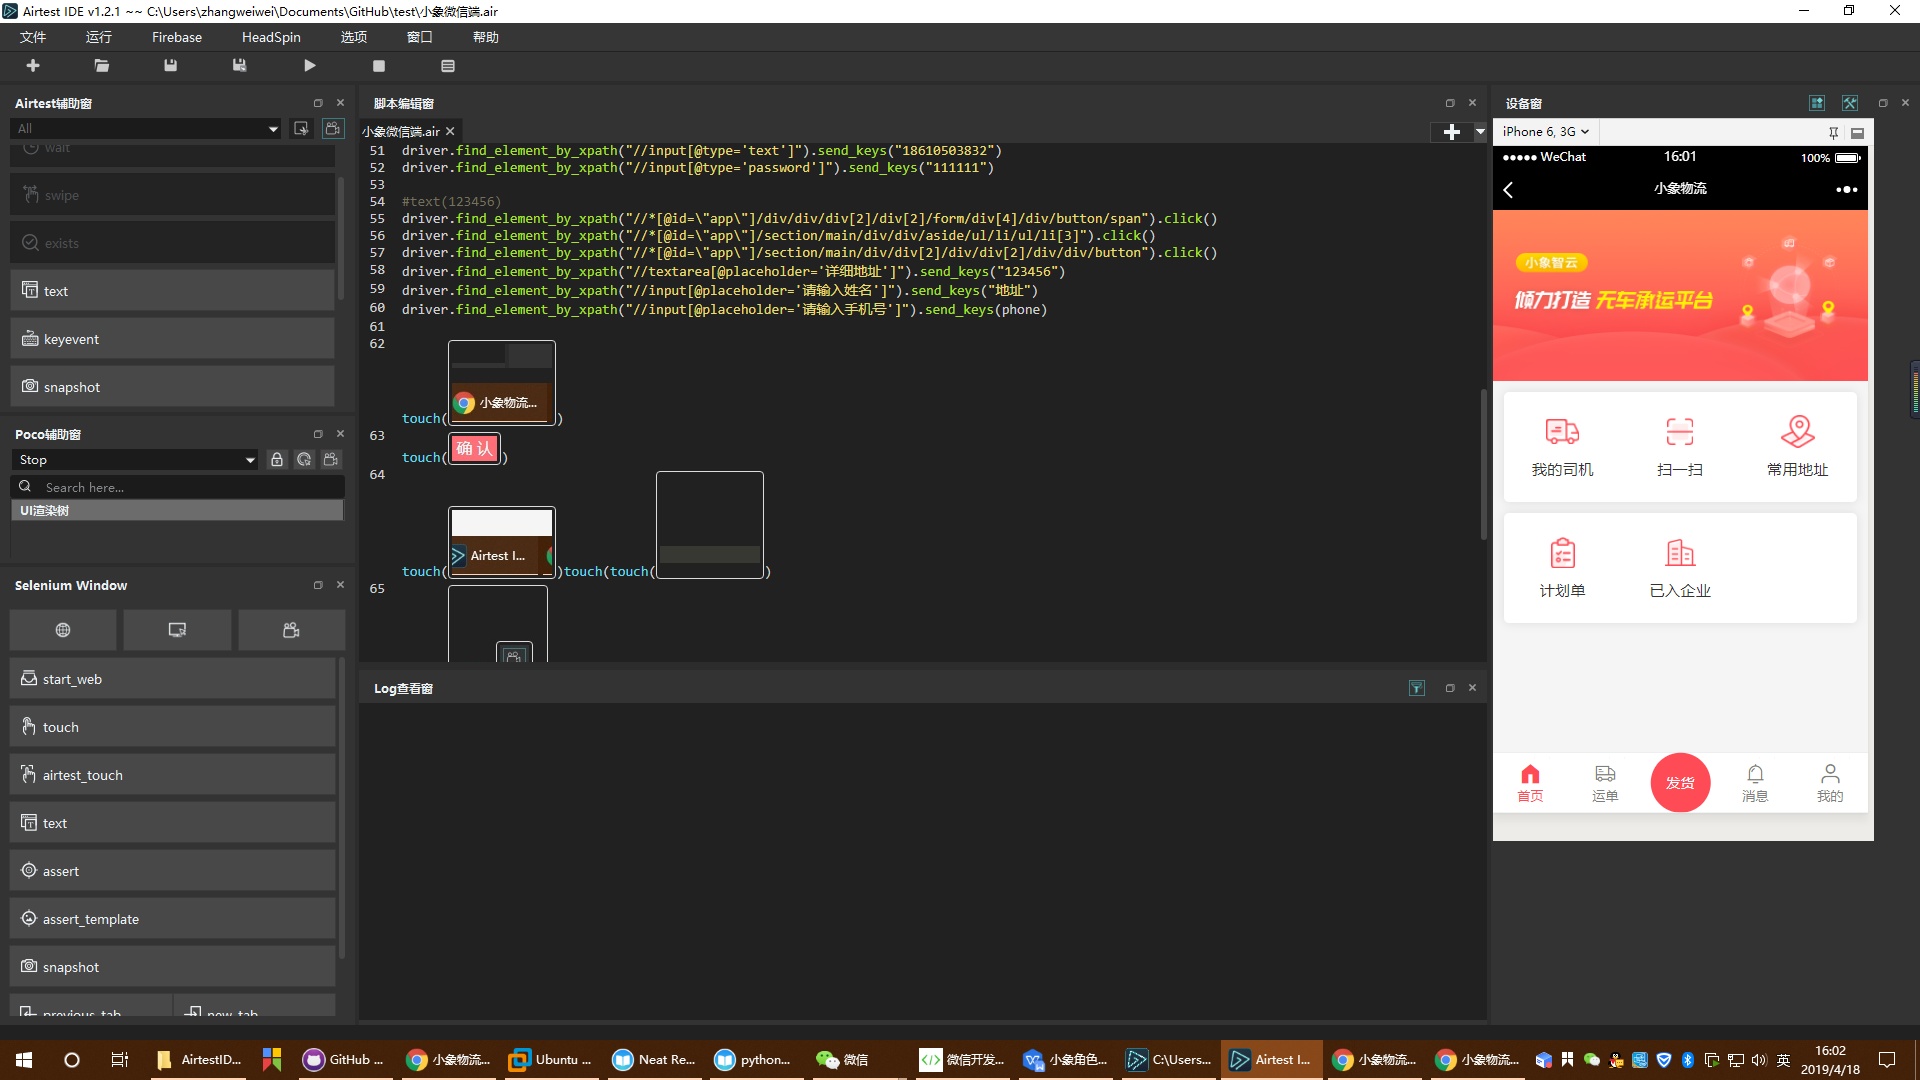 Airtest IDE v1.2.1 ~~ C:\Users\zhangweiwei\Documents\GitHub\test\小象微信端.air
文件 运行 Firebase HeadSpin 选项 窗口 帮助
Airtest辅助窗
All
wait
swipe
exists
text
keyevent
snapshot
Poco辅助窗
Stop
Search here...
UI渲染树
Selenium Window
start_web
touch
airtest_touch
text
assert
assert_template
snapshot
previous_tab new_tab
脚本编辑窗
小象微信端.air
51 driver.find_element_by_xpath("//input[@type='text']").send_keys("18610503832")
52 driver.find_element_by_xpath("//input[@type='password']").send_keys("111111")
53
54 #text(123456)
55 driver.find_element_by_xpath("//*[@id=\"app\"]/div/div/div[2]/div[2]/form/div[4]/div/button/span").click()
56 driver.find_element_by_xpath("//*[@id=\"app\"]/section/main/div/div/aside/ul/li/ul/li[3]").click()
57 driver.find_element_by_xpath("//*[@id=\"app\"]/section/main/div/div[2]/div/div[2]/div/div/button").click()
58 driver.find_element_by_xpath("//textarea[@placeholder='详细地址']").send_keys("123456")
59 driver.find_element_by_xpath("//input[@placeholder='请输入姓名']").send_keys("地址")
60 driver.find_element_by_xpath("//input[@placeholder='请输入手机号']").send_keys(phone)
61
62
小象物流...
touch( )
63
确 认
touch( )
64
Airtest I...
touch( )touch(touch( )
65
Log查看窗
设备窗
iPhone 6, 3G
WeChat 16:01 100%
小象物流
小象智云
倾力打造 无车承运平台
我的司机 扫一扫 常用地址
计划单 已入企业
首页 运单 发货 消息 我的
AirtestID... GitHub ... 小象物流... Ubuntu ... Neat Re... python... 微信 微信开发... 小象角色... C:\Users... Airtest I... 小象物流... 小象物流... 英 16:02
2019/4/18